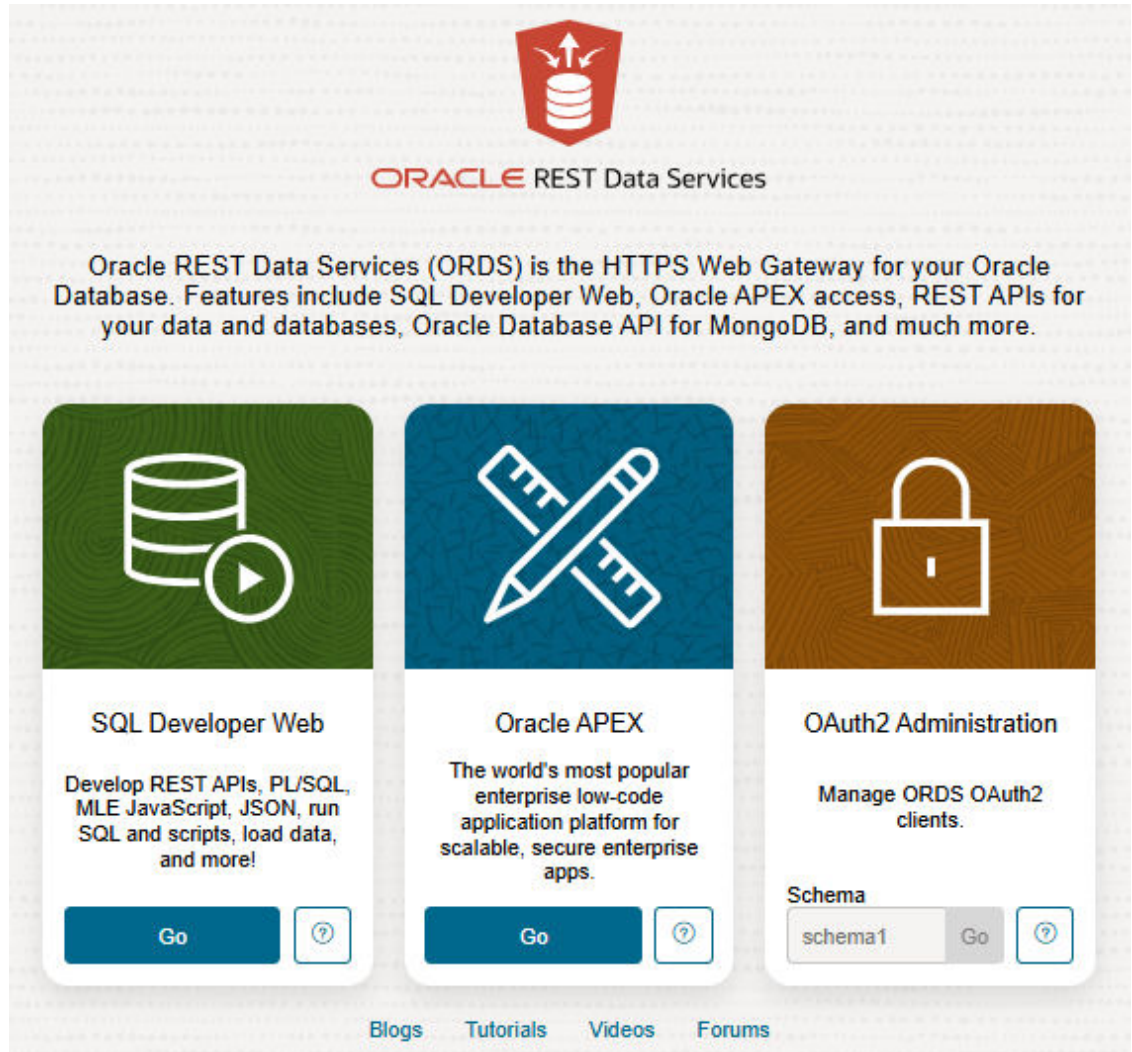 ORACLE REST Data Services
Oracle REST Data Services (ORDS) is the HTTPS Web Gateway for your Oracle
Database. Features include SQL Developer Web, Oracle APEX access, REST APIs for
your data and databases, Oracle Database API for MongoDB, and much more.
SQL Developer Web
Develop REST APIs, PL/SQL,
MLE JavaScript, JSON, run
SQL and scripts, load data,
and more!
Go
?
Oracle APEX
The world's most popular
enterprise low-code
application platform for
scalable, secure enterprise
apps.
Go
?
OAuth2 Administration
Manage ORDS OAuth2
clients.
Schema
schema1 Go
?
Blogs Tutorials Videos Forums